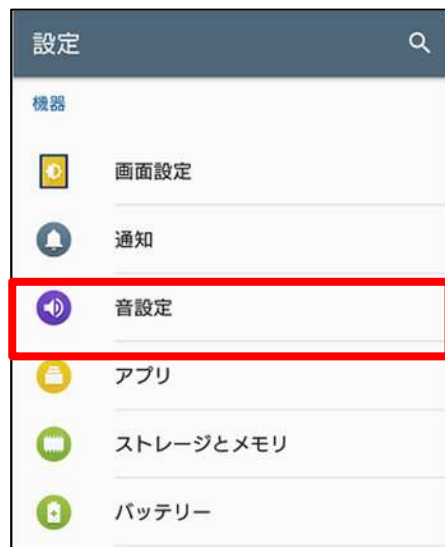 設定
機器
画面設定
通知
音設定
アプリ
ストレージとメモリ
バッテリー